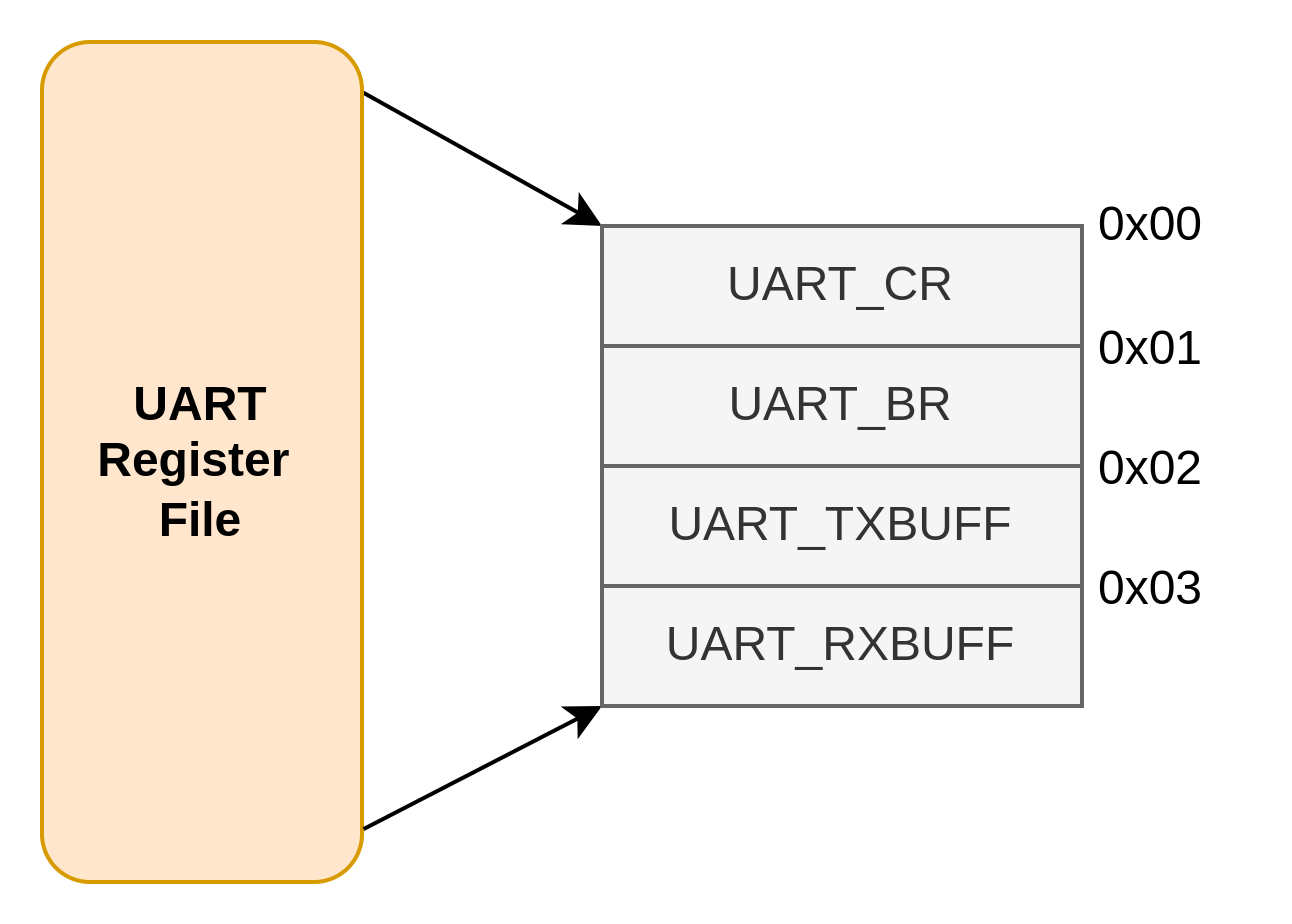 UART
Register
File
0x00
UART_CR
0x01
UART_BR
0x02
UART_TXBUFF
0x03
UART_RXBUFF